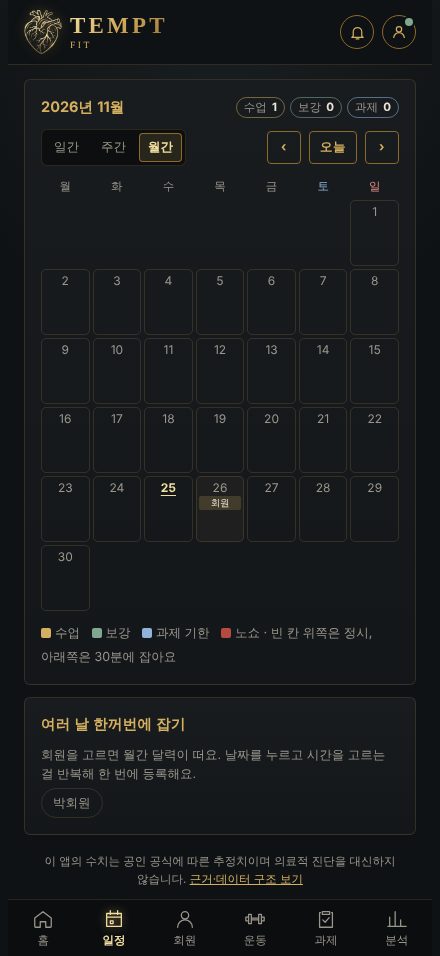 TEMPT
FIT
2026년 11월
수업 1 보강 0 과제 0
일간 주간 월간 ‹ 오늘 ›
월 화 수 목 금 토 일
1
2 3 4 5 6 7 8
9 10 11 12 13 14 15
16 17 18 19 20 21 22
23 24 25 26 27 28 29
회원
30
수업 보강 과제 기한 노쇼 · 빈 칸 위쪽은 정시,
아래쪽은 30분에 잡아요
여러 날 한꺼번에 잡기
회원을 고르면 월간 달력이 떠요. 날짜를 누르고 시간을 고르는
걸 반복해 한 번에 등록해요.
박회원
이 앱의 수치는 공인 공식에 따른 추정치이며 의료적 진단을 대신하지
않습니다. 근거·데이터 구조 보기
홈 일정 회원 운동 과제 분석